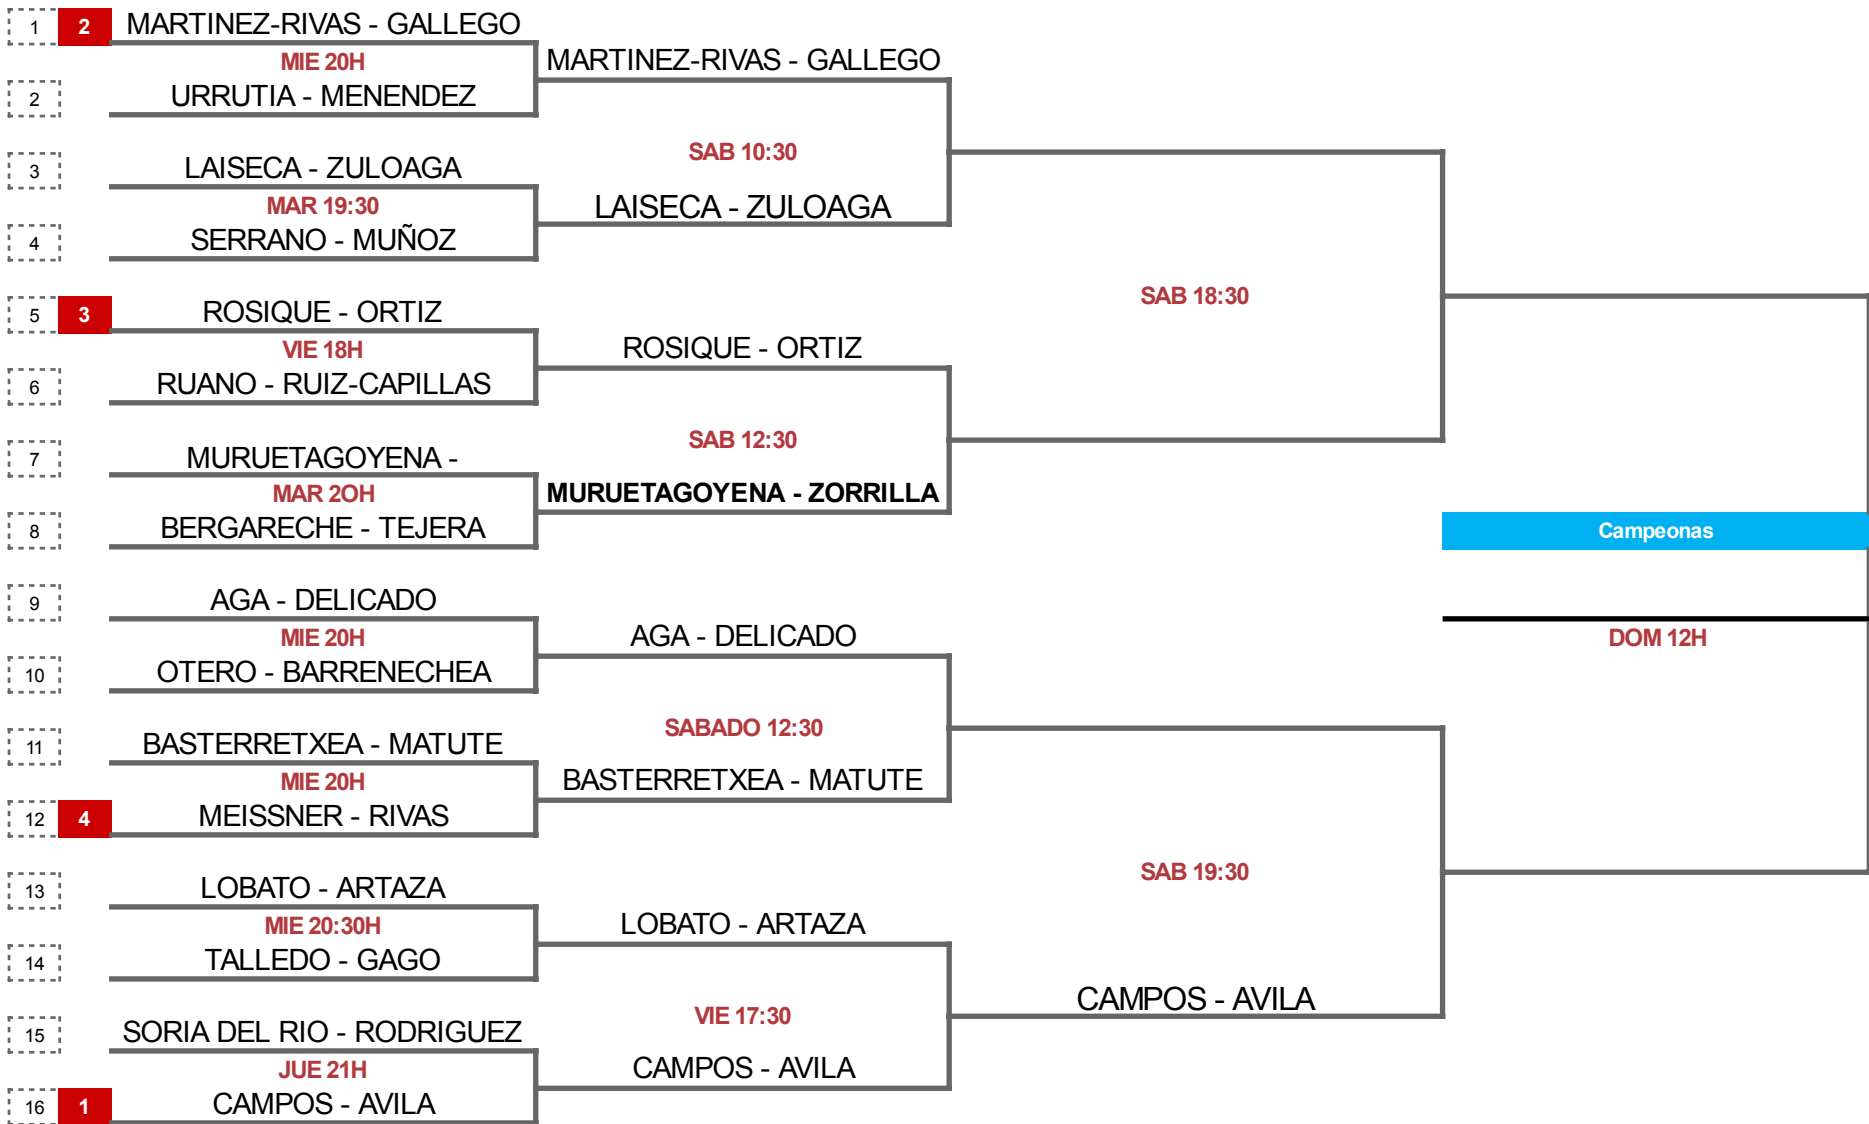 1 2 MARTINEZ-RIVAS - GALLEGO
MIE 20H
MARTINEZ-RIVAS - GALLEGO
2 URRUTIA - MENENDEZ
SAB 10:30
3 LAISECA - ZULOAGA
MAR 19:30
LAISECA - ZULOAGA
4 SERRANO - MUÑOZ
SAB 18:30
5 3 ROSIQUE - ORTIZ
VIE 18H
ROSIQUE - ORTIZ
6 RUANO - RUIZ-CAPILLAS
SAB 12:30
7 MURUETAGOYENA -
MAR 2OH
MURUETAGOYENA - ZORRILLA
8 BERGARECHE - TEJERA
Campeonas
9 AGA - DELICADO
MIE 20H
AGA - DELICADO
DOM 12H
10 OTERO - BARRENECHEA
SABADO 12:30
11 BASTERRETXEA - MATUTE
MIE 20H
BASTERRETXEA - MATUTE
12 4 MEISSNER - RIVAS
SAB 19:30
13 LOBATO - ARTAZA
MIE 20:30H
LOBATO - ARTAZA
14 TALLEDO - GAGO
CAMPOS - AVILA
VIE 17:30
15 SORIA DEL RIO - RODRIGUEZ
JUE 21H
CAMPOS - AVILA
16 1 CAMPOS - AVILA